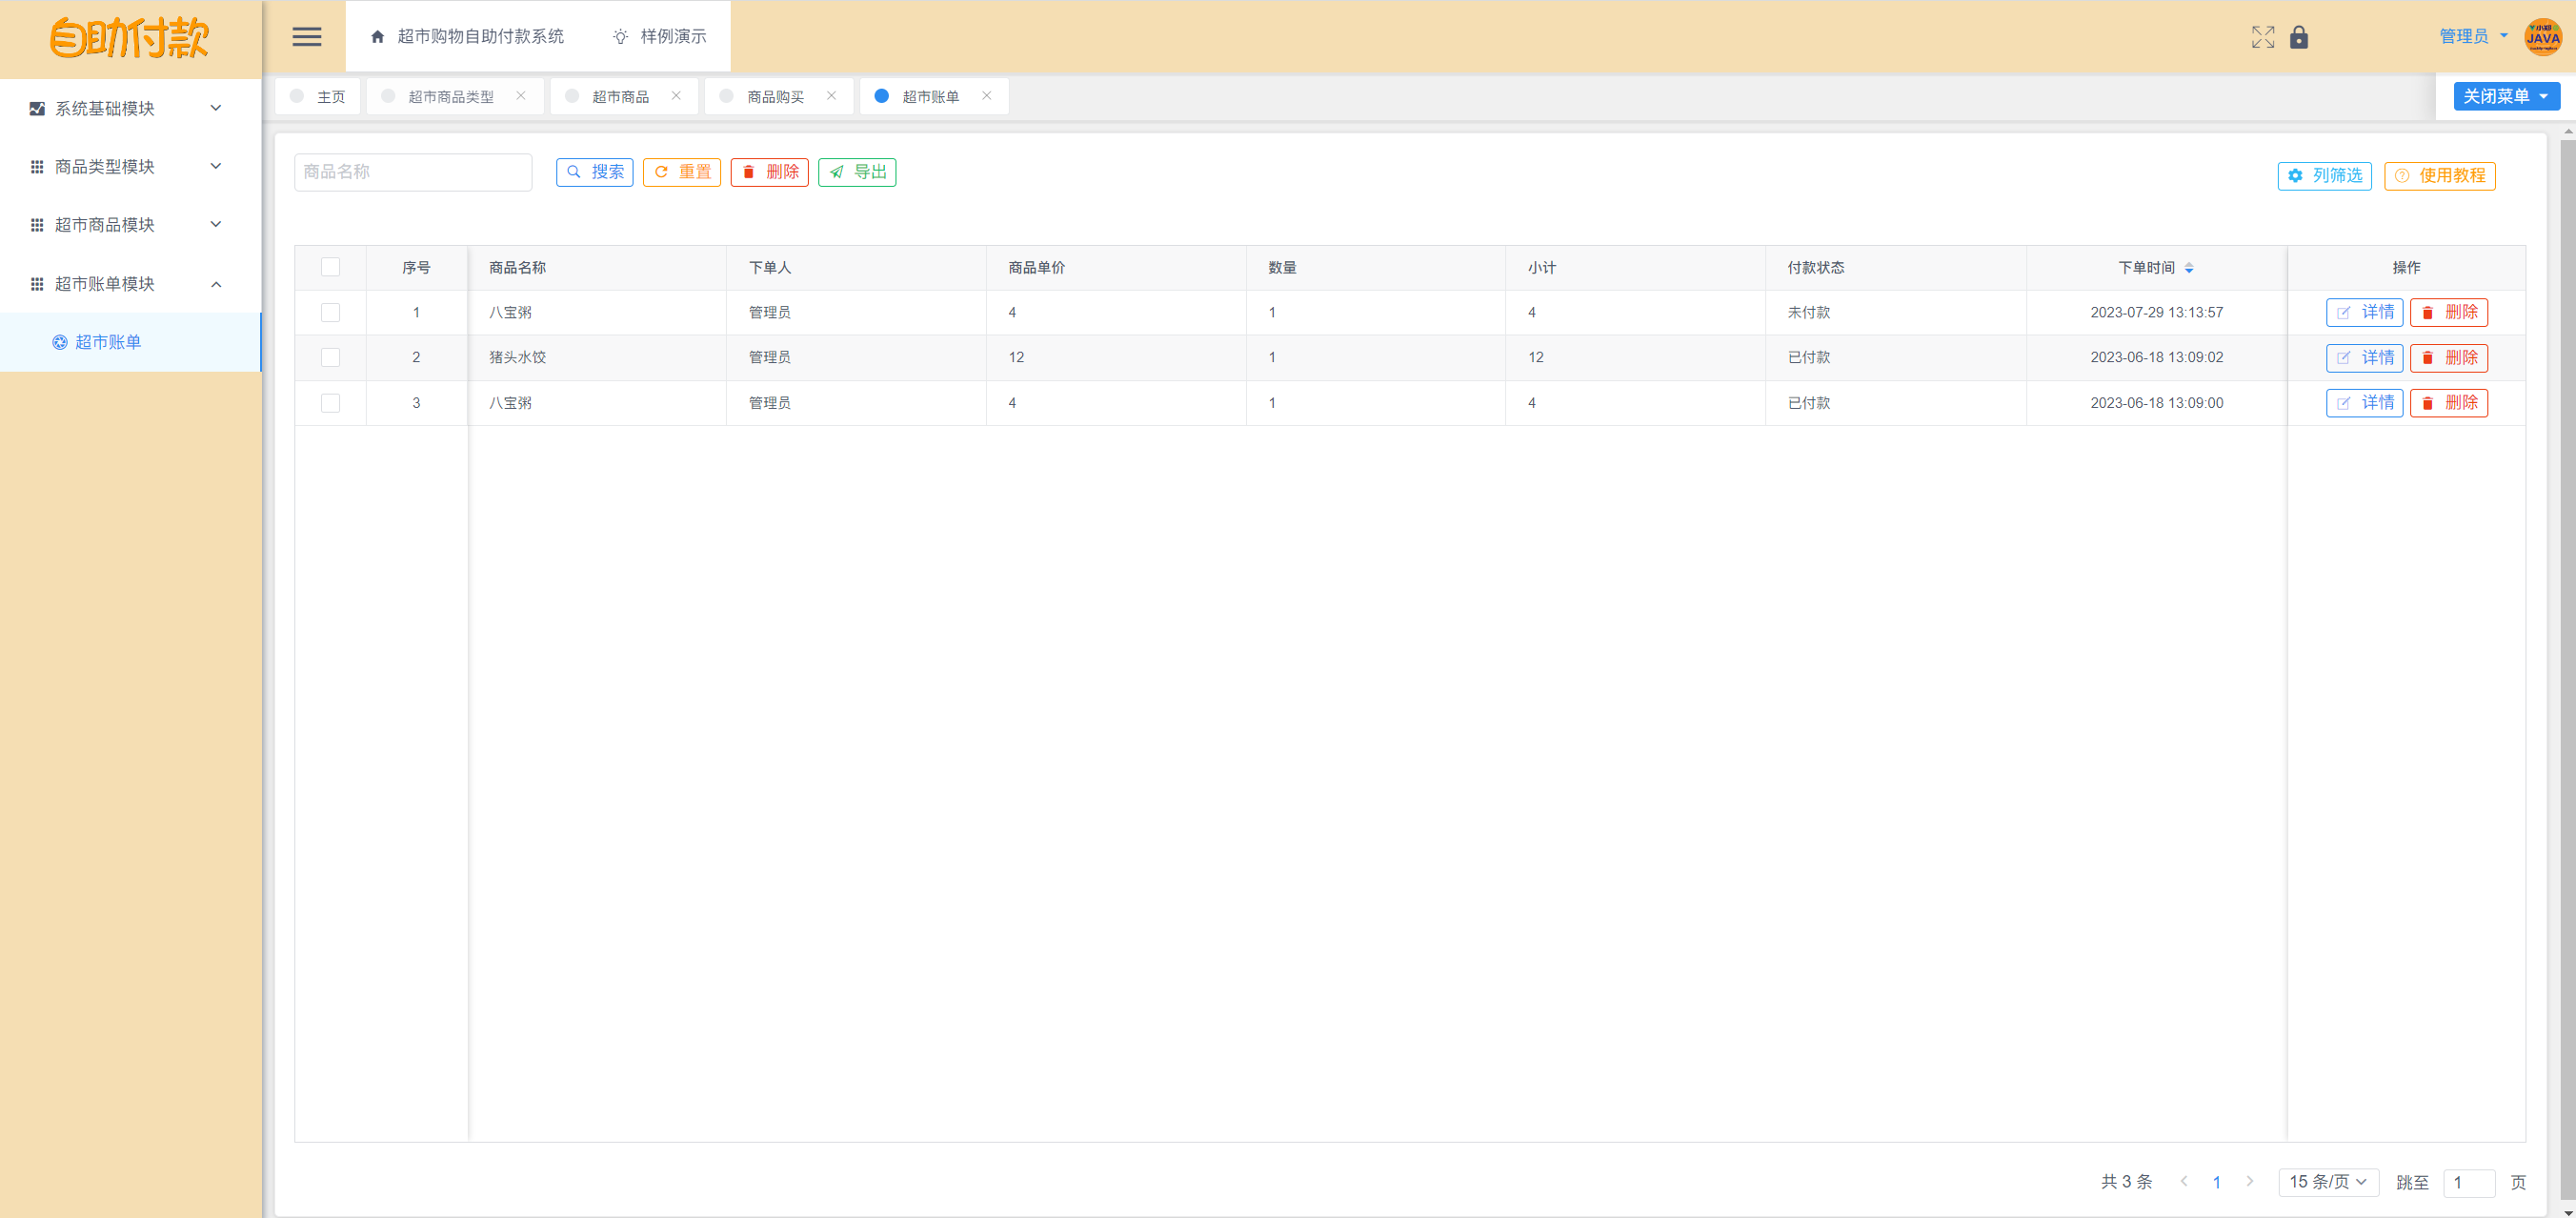 自助付款
超市购物自助付款系统 样例演示 管理员 小姐 JAVA
主页 超市商品类型 超市商品 商品购买 超市账单 关闭菜单
系统基础模块
商品类型模块
超市商品模块
超市账单模块
超市账单
商品名称 搜索 重置 删除 导出 列筛选 使用教程
序号 商品名称 下单人 商品单价 数量 小计 付款状态 下单时间 操作
1 八宝粥 管理员 4 1 4 未付款 2023-07-29 13:13:57 详情 删除
2 猪头水饺 管理员 12 1 12 已付款 2023-06-18 13:09:02 详情 删除
3 八宝粥 管理员 4 1 4 已付款 2023-06-18 13:09:00 详情 删除
共 3 条 1 15 条/页 跳至 1 页